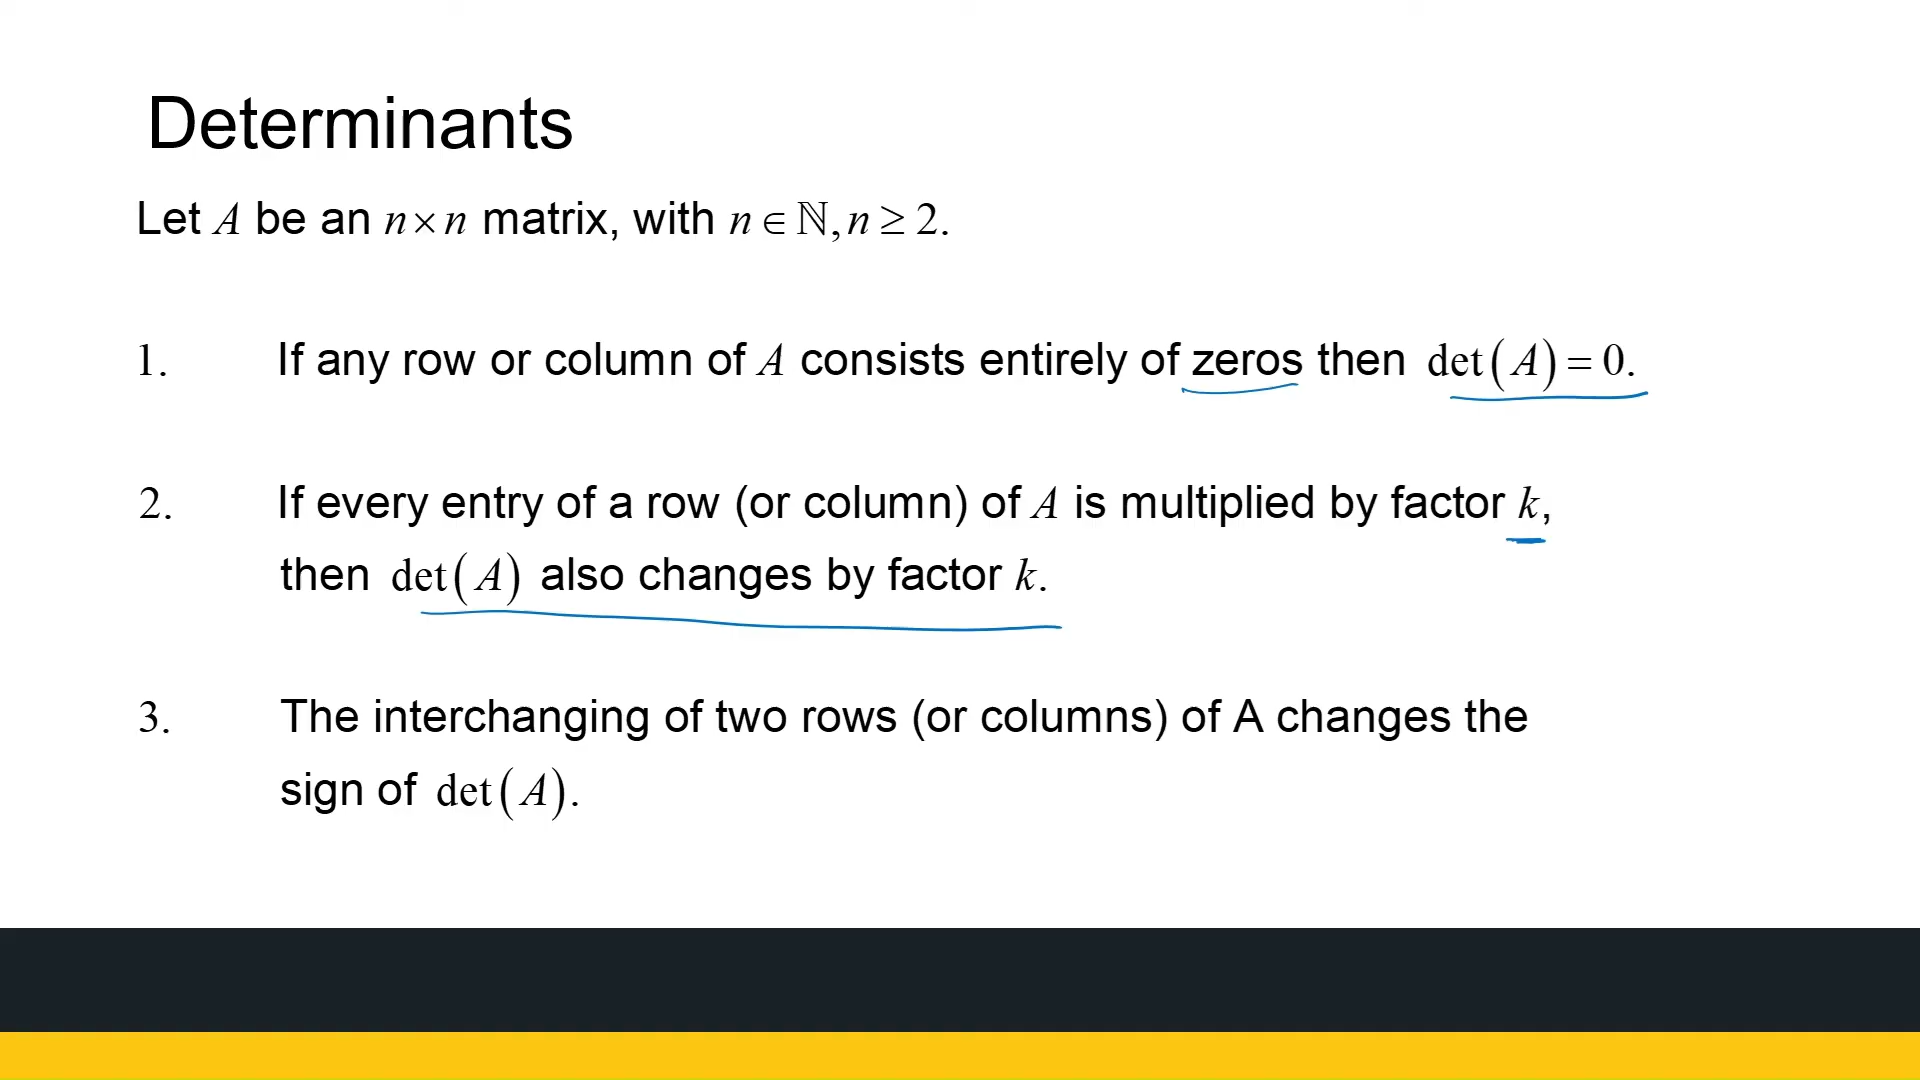 Determinants
Let A be an n×n matrix, with n ∈ ℕ, n ≥ 2.
1. If any row or column of A consists entirely of zeros then det(A) = 0.
2. If every entry of a row (or column) of A is multiplied by factor k,
then det(A) also changes by factor k.
3. The interchanging of two rows (or columns) of A changes the
sign of det(A).